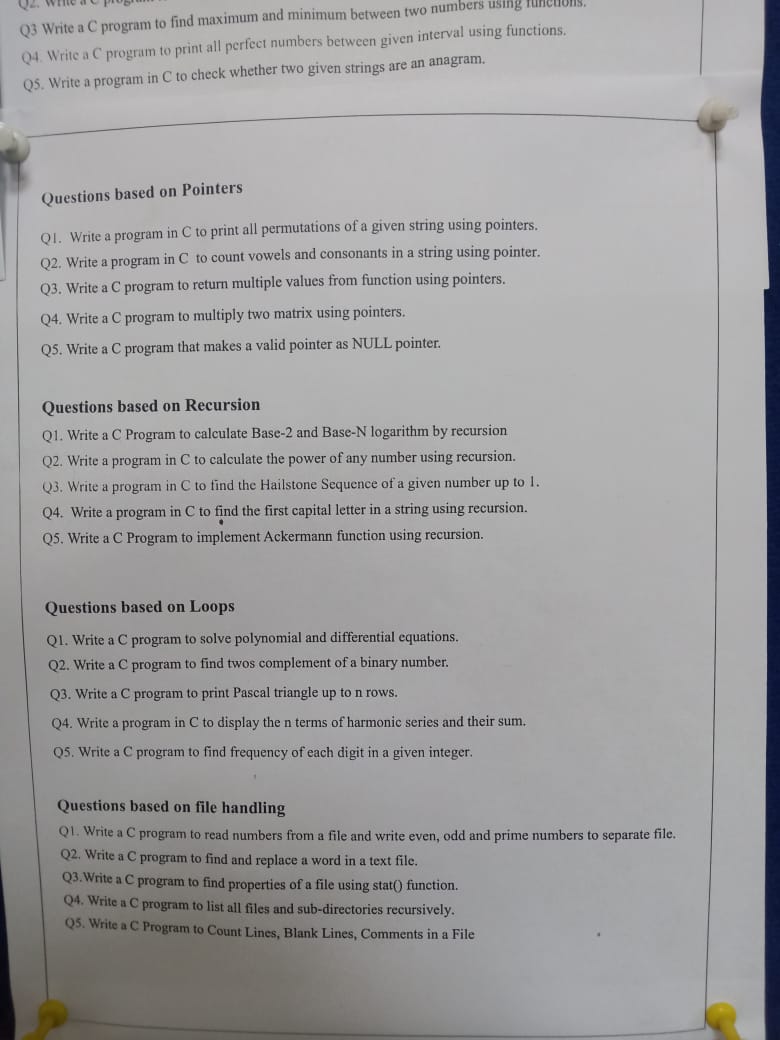 Q2. Write a C
Q3 Write a C program to find maximum and minimum between two numbers using functions.
Q4. Write a C program to print all perfect numbers between given interval using functions.
Q5. Write a program in C to check whether two given strings are an anagram.
Questions based on Pointers
Q1. Write a program in C to print all permutations of a given string using pointers.
Q2. Write a program in C to count vowels and consonants in a string using pointer.
Q3. Write a C program to return multiple values from function using pointers.
Q4. Write a C program to multiply two matrix using pointers.
Q5. Write a C program that makes a valid pointer as NULL pointer.
Questions based on Recursion
Q1. Write a C Program to calculate Base-2 and Base-N logarithm by recursion
Q2. Write a program in C to calculate the power of any number using recursion.
Q3. Write a program in C to find the Hailstone Sequence of a given number up to 1.
Q4. Write a program in C to find the first capital letter in a string using recursion.
Q5. Write a C Program to implement Ackermann function using recursion.
Questions based on Loops
Q1. Write a C program to solve polynomial and differential equations.
Q2. Write a C program to find twos complement of a binary number.
Q3. Write a C program to print Pascal triangle up to n rows.
Q4. Write a program in C to display the n terms of harmonic series and their sum.
Q5. Write a C program to find frequency of each digit in a given integer.
Questions based on file handling
Q1. Write a C program to read numbers from a file and write even, odd and prime numbers to separate file.
Q2. Write a C program to find and replace a word in a text file.
Q3.Write a C program to find properties of a file using stat() function.
Q4. Write a C program to list all files and sub-directories recursively.
Q5. Write a C Program to Count Lines, Blank Lines, Comments in a File